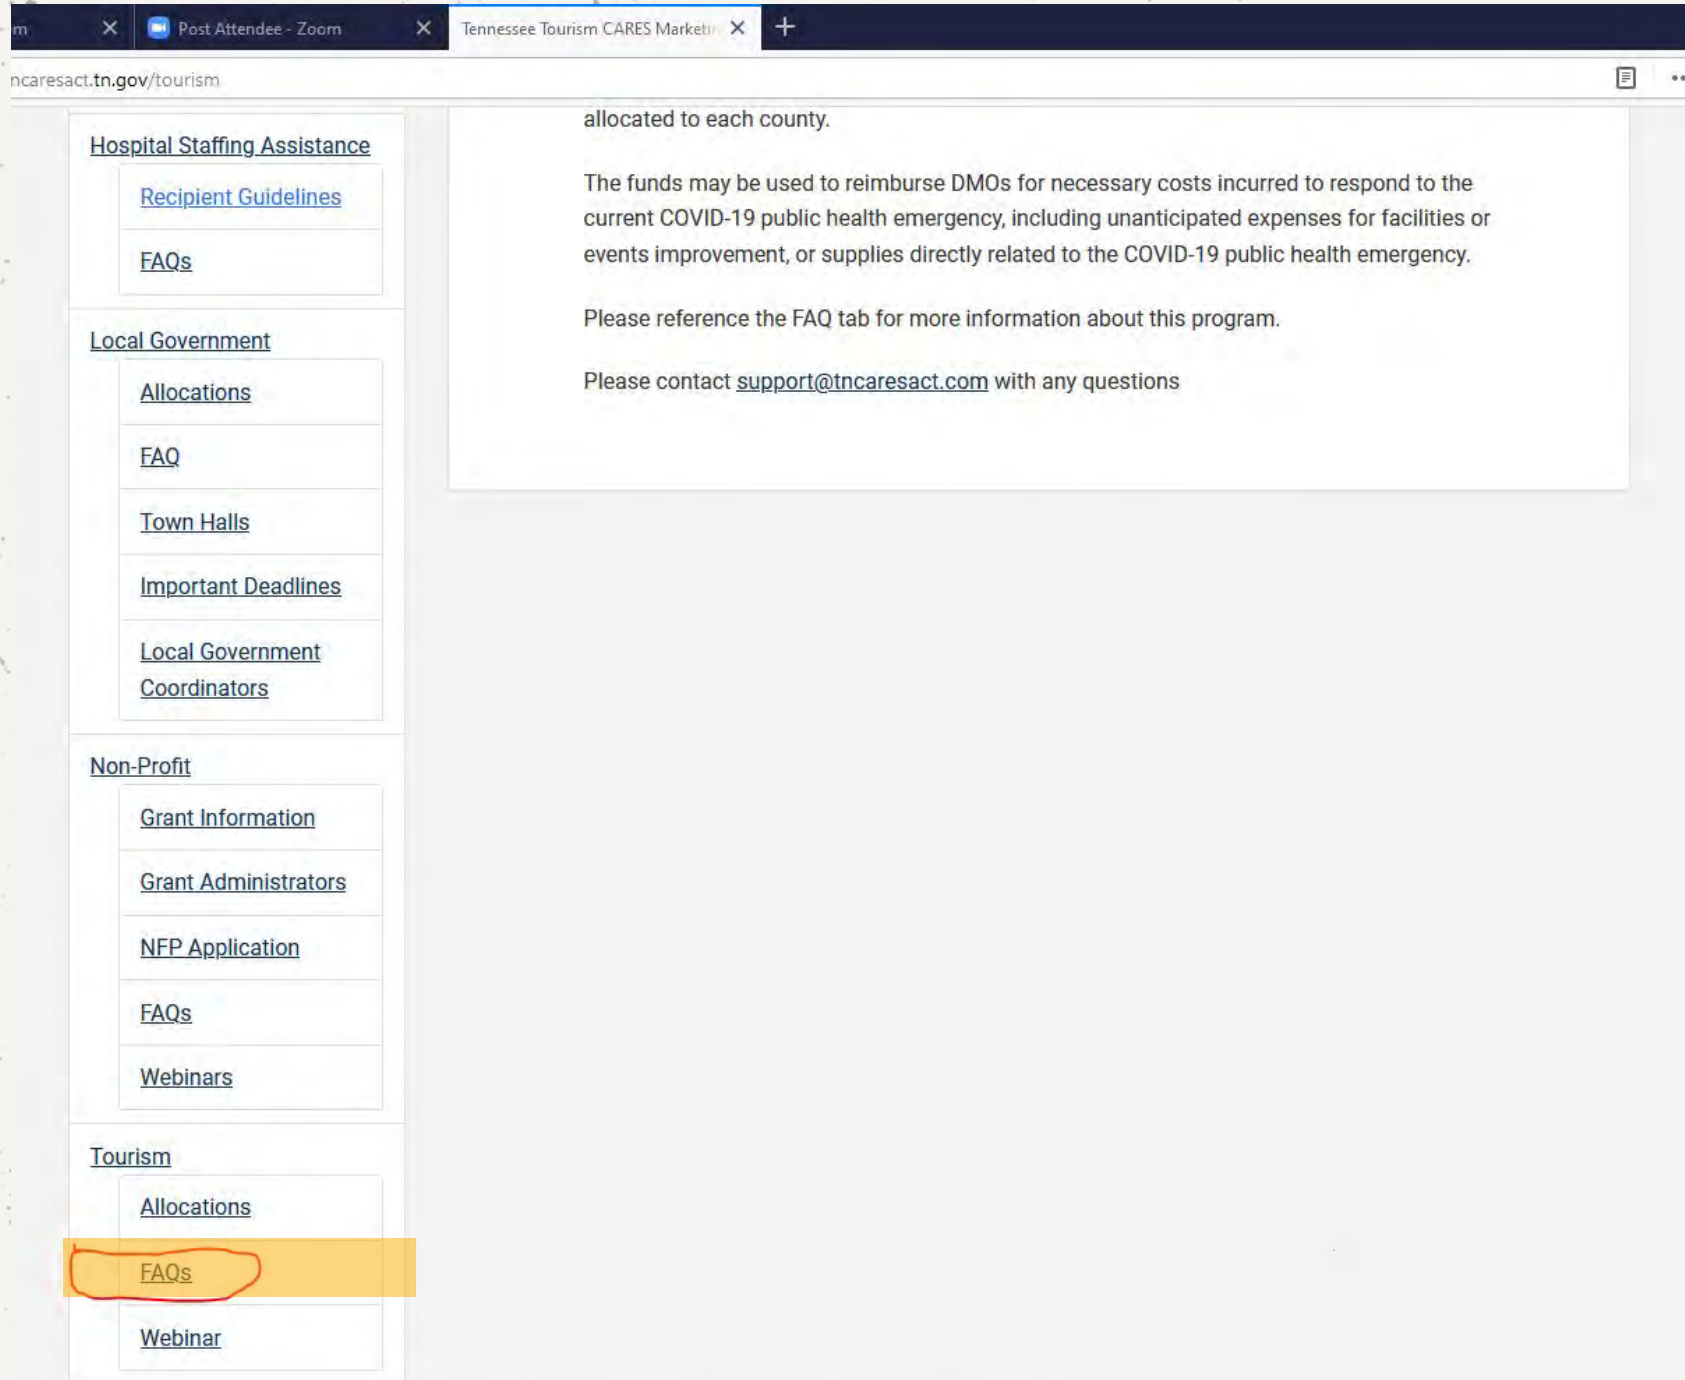 m
Post Attendee - Zoom
Tennessee Tourism CARES Marketi
ncaresact.tn.gov/tourism
Hospital Staffing Assistance
Recipient Guidelines
FAQs
Local Government
Allocations
FAQ
Town Halls
Important Deadlines
Local Government
Coordinators
Non-Profit
Grant Information
Grant Administrators
NFP Application
FAQs
Webinars
Tourism
Allocations
FAQs
Webinar
allocated to each county.
The funds may be used to reimburse DMOs for necessary costs incurred to respond to the
current COVID-19 public health emergency, including unanticipated expenses for facilities or
events improvement, or supplies directly related to the COVID-19 public health emergency.
Please reference the FAQ tab for more information about this program.
Please contact support@tncaresact.com with any questions